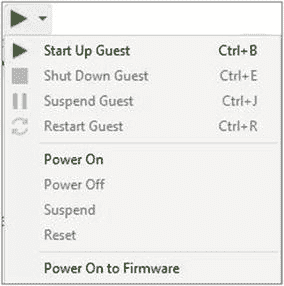 Start Up Guest Ctrl+B
Shut Down Guest Ctrl+E
Suspend Guest Ctrl+J
Restart Guest Ctrl+R
Power On
Power Off
Suspend
Reset
Power On to Firmware